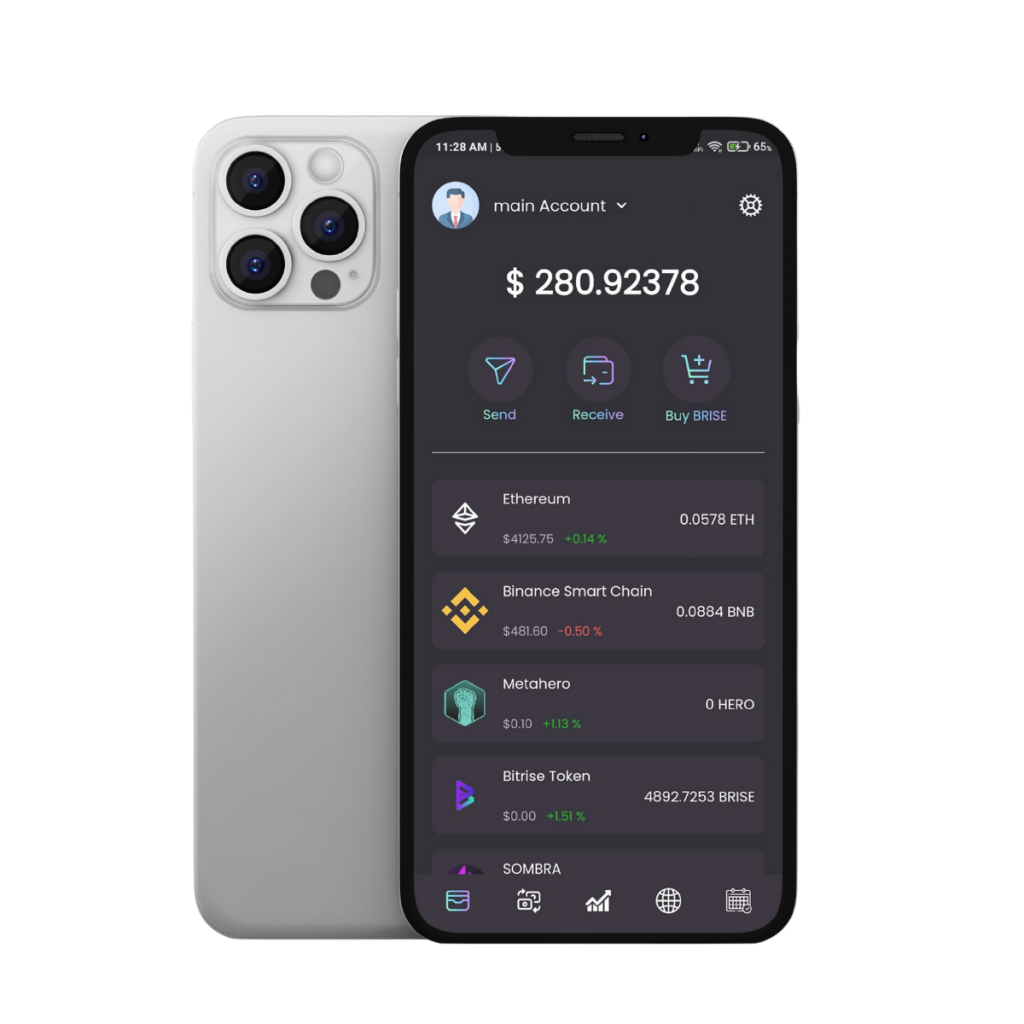 11:28 AM | 5
65%
main Account
$ 280.92378
Send
Receive
Buy BRISE
Ethereum
0.0578 ETH
$4125.75 +0.14 %
Binance Smart Chain
0.0884 BNB
$481.60 -0.50 %
Metahero
0 HERO
$0.10 +1.13 %
Bitrise Token
4892.7253 BRISE
$0.00 +1.51 %
SOMBRA